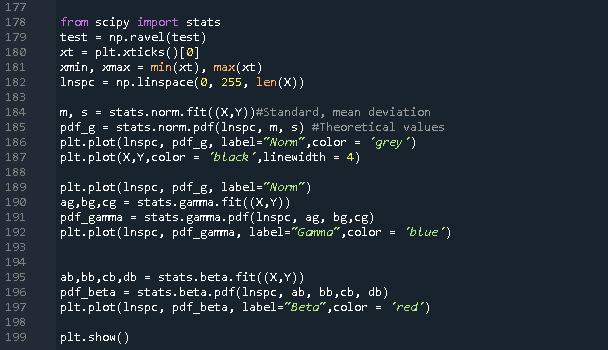 177
178 from scipy import stats
179 test = np.ravel(test)
180 xt = plt.xticks()[0]
181 xmin, xmax = min(xt), max(xt)
182 lnspc = np.linspace(0, 255, len(X))
183
184 m, s = stats.norm.fit((X,Y))#Standard, mean deviation
185 pdf_g = stats.norm.pdf(lnspc, m, s) #Theoretical values
186 plt.plot(lnspc, pdf_g, label="Norm",color = 'grey')
187 plt.plot(X,Y,color = 'black',linewidth = 4)
188
189 plt.plot(lnspc, pdf_g, label="Norm")
190 ag,bg,cg = stats.gamma.fit((X,Y))
191 pdf_gamma = stats.gamma.pdf(lnspc, ag, bg,cg)
192 plt.plot(lnspc, pdf_gamma, label="Gamma",color = 'blue')
193
194
195 ab,bb,cb,db = stats.beta.fit((X,Y))
196 pdf_beta = stats.beta.pdf(lnspc, ab, bb,cb, db)
197 plt.plot(lnspc, pdf_beta, label="Beta",color = 'red')
198
199 plt.show()